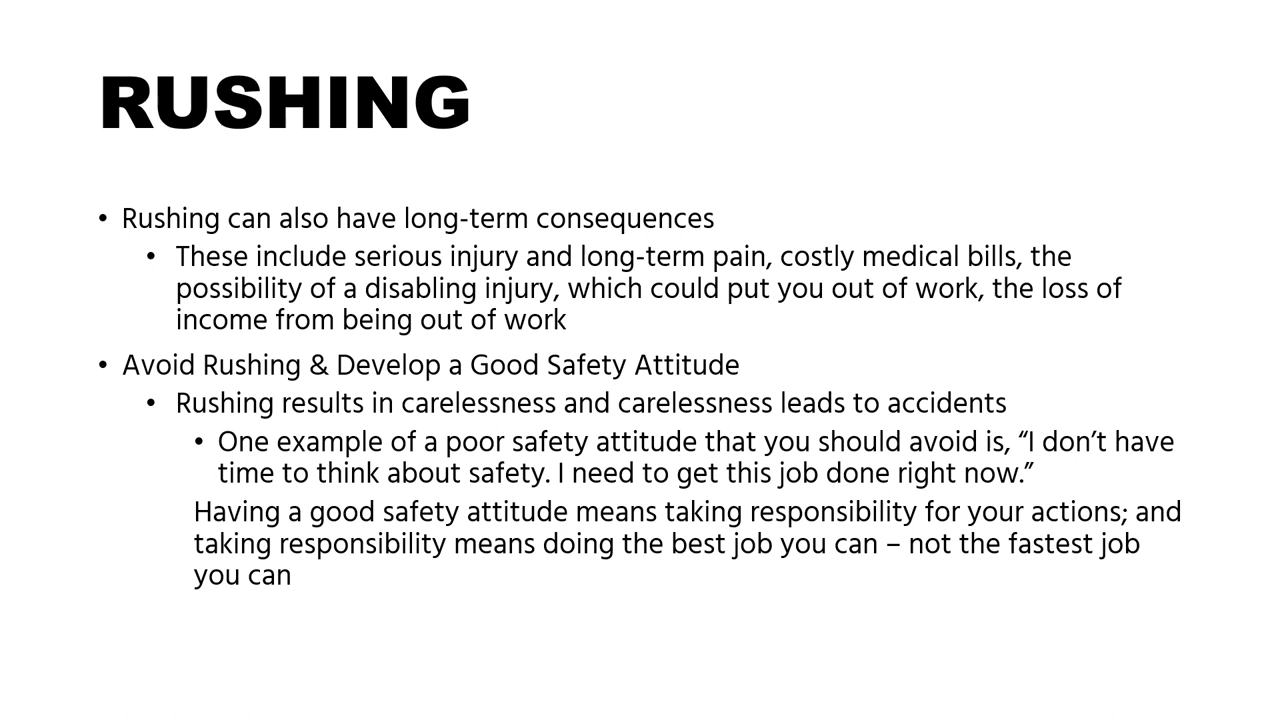 RUSHING
• Rushing can also have long-term consequences
• These include serious injury and long-term pain, costly medical bills, the
possibility of a disabling injury, which could put you out of work, the loss of
income from being out of work
• Avoid Rushing & Develop a Good Safety Attitude
• Rushing results in carelessness and carelessness leads to accidents
• One example of a poor safety attitude that you should avoid is, “I don’t have
time to think about safety. I need to get this job done right now.”
Having a good safety attitude means taking responsibility for your actions; and
taking responsibility means doing the best job you can – not the fastest job
you can